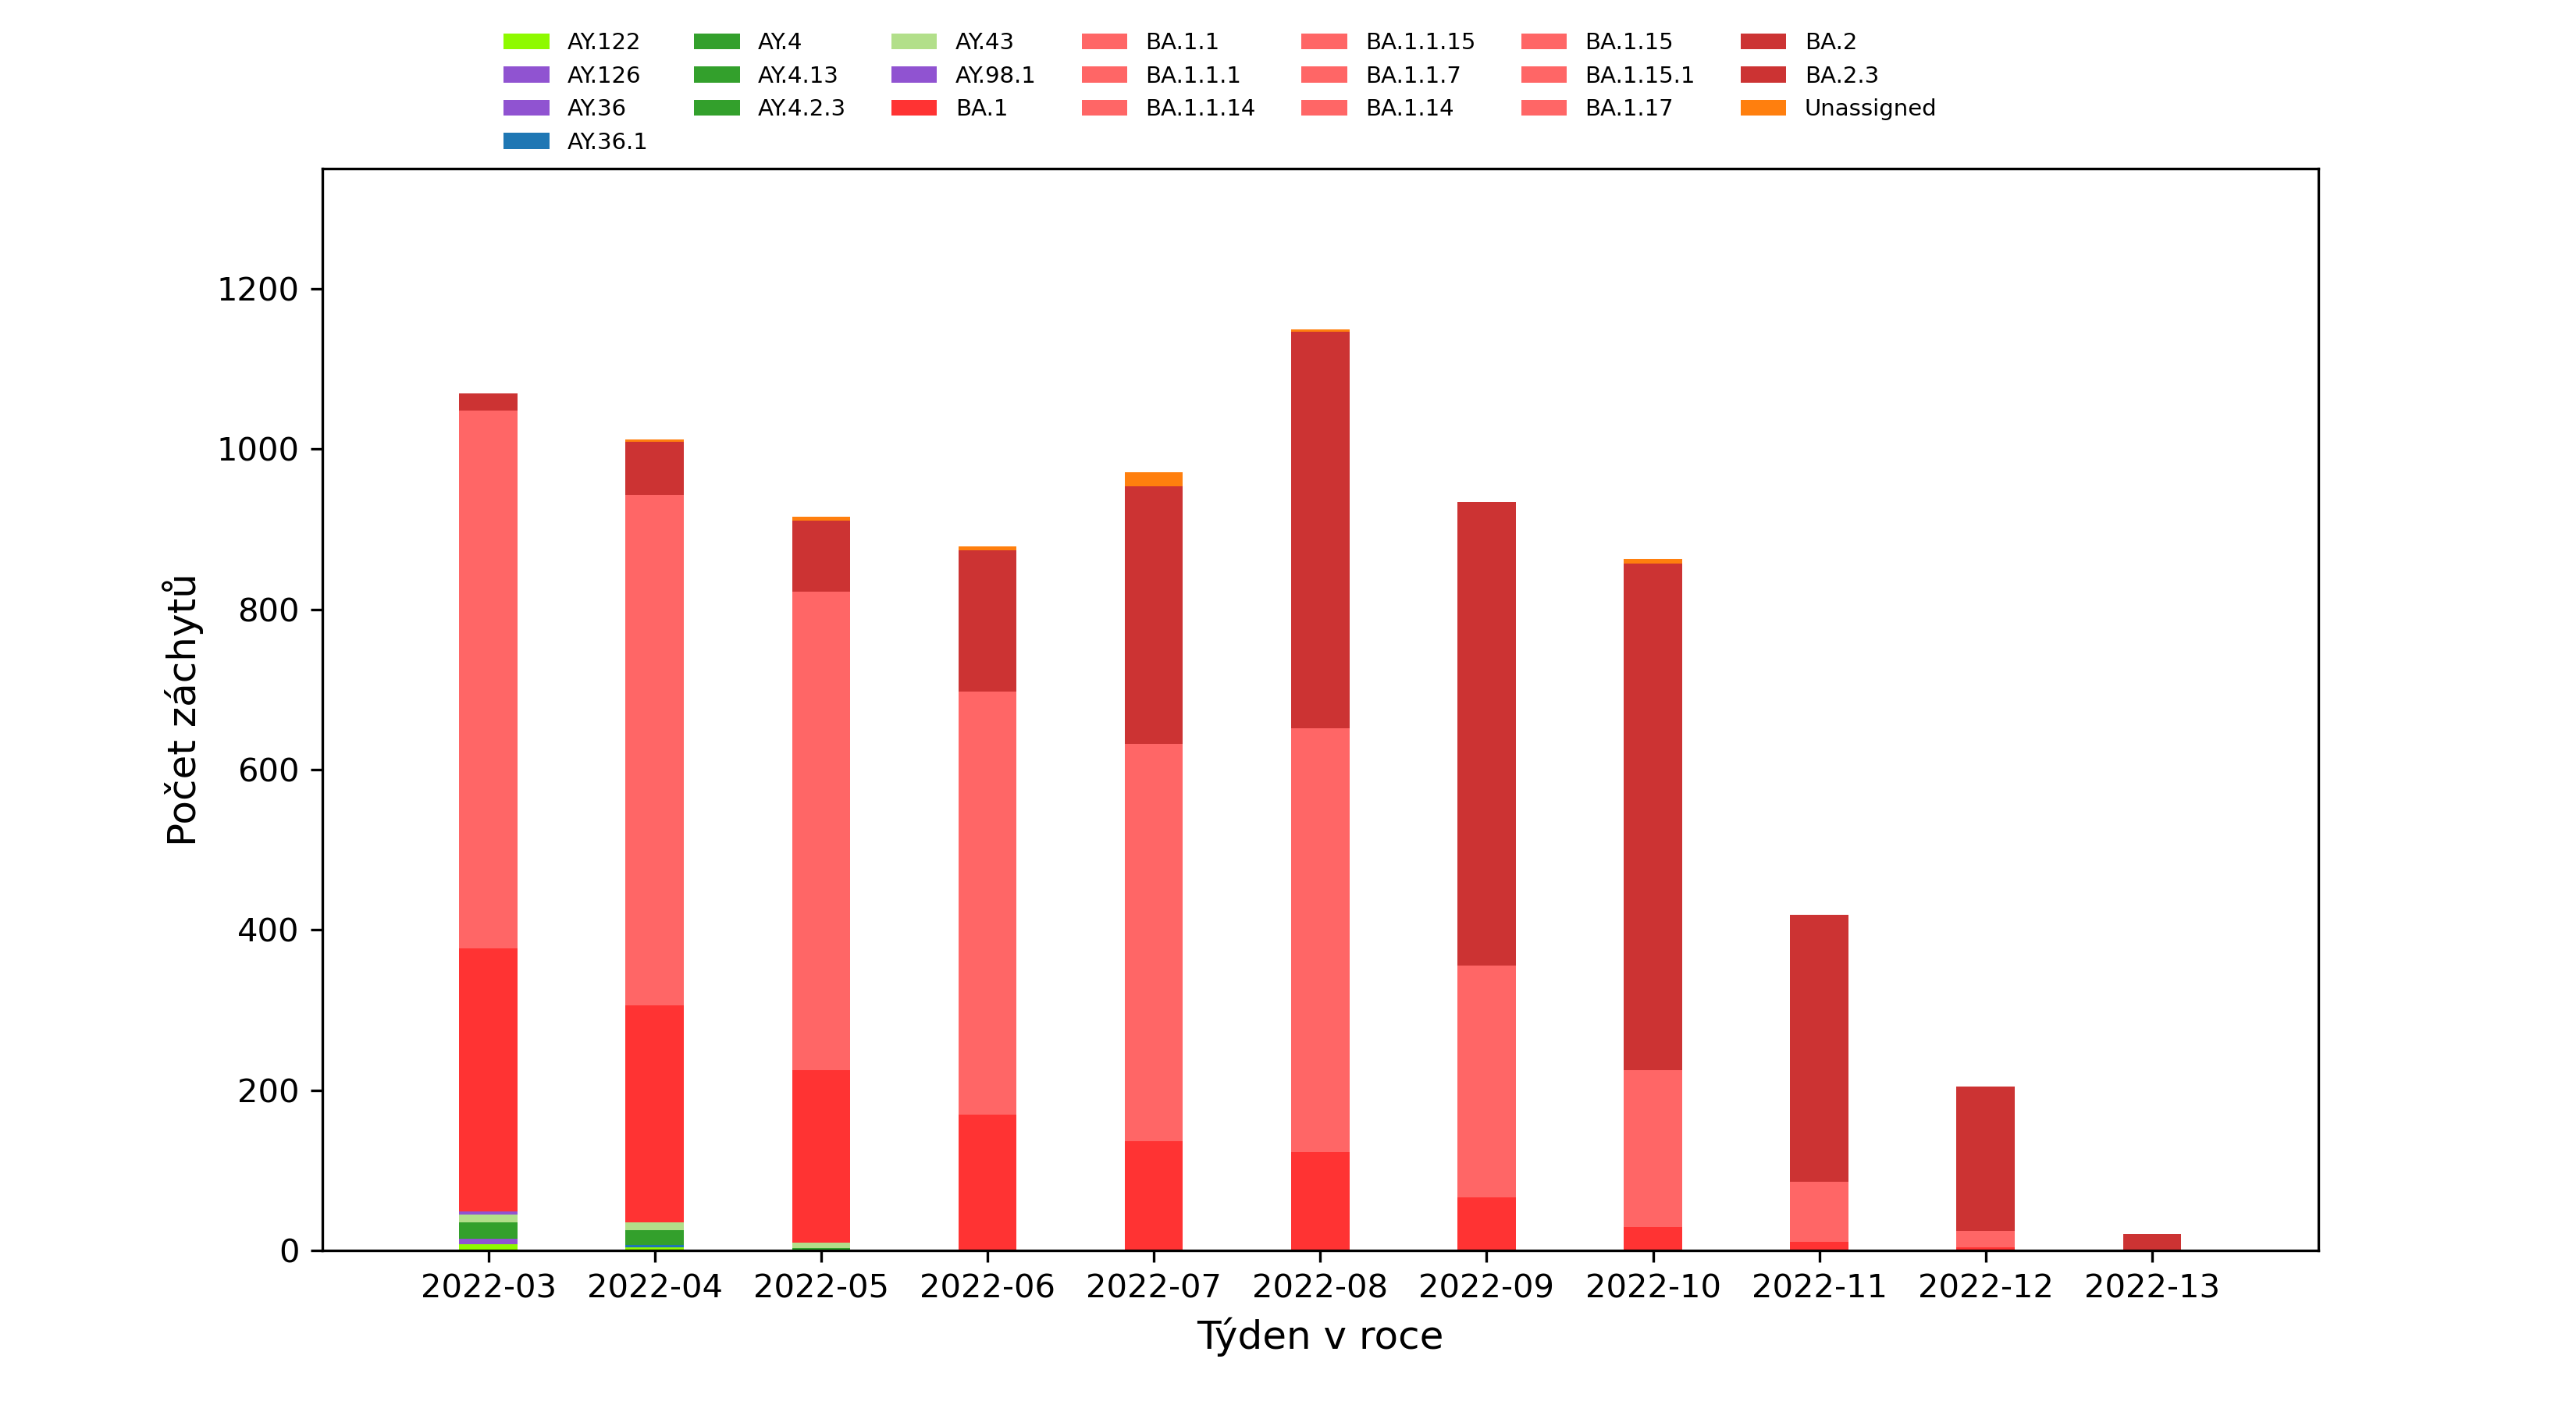 AY.122 AY.4 AY.43 BA.1.1 BA.1.1.15 BA.1.15 BA.2
AY.126 AY.4.13 AY.98.1 BA.1.1.1 BA.1.1.7 BA.1.15.1 BA.2.3
AY.36 AY.4.2.3 BA.1 BA.1.1.14 BA.1.14 BA.1.17 Unassigned
AY.36.1
1200
1000
800
600
400
200
0
Počet záchytů
2022-03 2022-04 2022-05 2022-06 2022-07 2022-08 2022-09 2022-10 2022-11 2022-12 2022-13
Týden v roce